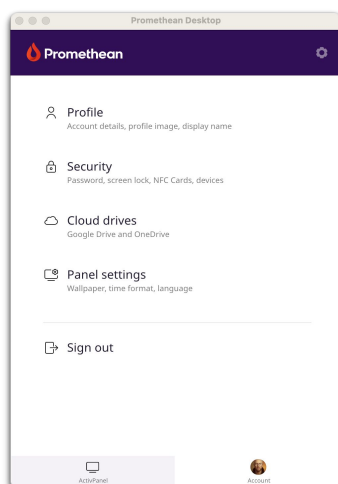 Promethean Desktop
Promethean
Profile
Account details, profile image, display name
Security
Password, screen lock, NFC Cards, devices
Cloud drives
Google Drive and OneDrive
Panel settings
Wallpaper, time format, language
Sign out
ActivPanel
Account